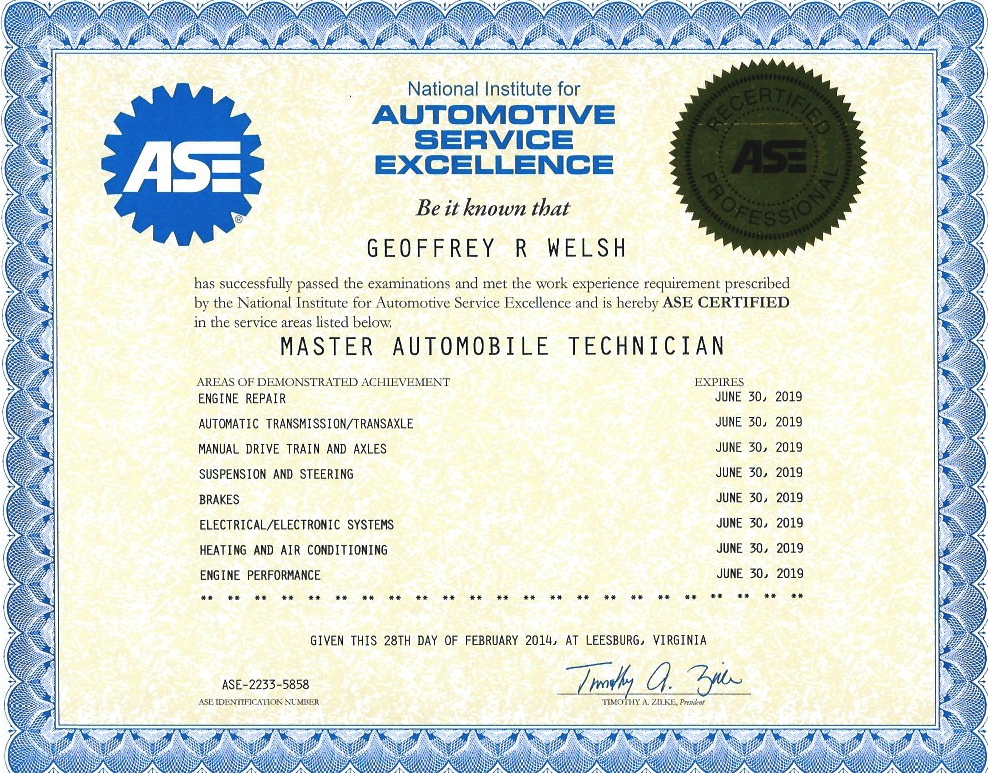 ASE
®
National Institute for
AUTOMOTIVE
SERVICE
EXCELLENCE
RECERTIFIED
ASE
PROFESSIONAL
Be it known that
GEOFFREY R WELSH
has successfully passed the examinations and met the work experience requirement prescribed
by the National Institute for Automotive Service Excellence and is hereby ASE CERTIFIED
in the service areas listed below.
MASTER AUTOMOBILE TECHNICIAN
AREAS OF DEMONSTRATED ACHIEVEMENT EXPIRES
ENGINE REPAIR JUNE 30, 2019
AUTOMATIC TRANSMISSION/TRANSAXLE JUNE 30, 2019
MANUAL DRIVE TRAIN AND AXLES JUNE 30, 2019
SUSPENSION AND STEERING JUNE 30, 2019
BRAKES JUNE 30, 2019
ELECTRICAL/ELECTRONIC SYSTEMS JUNE 30, 2019
HEATING AND AIR CONDITIONING JUNE 30, 2019
ENGINE PERFORMANCE JUNE 30, 2019
** ** ** ** ** ** ** ** ** ** ** ** ** ** ** ** ** ** ** ** ** ** **
GIVEN THIS 28TH DAY OF FEBRUARY 2014, AT LEESBURG, VIRGINIA
ASE-2233-5858
ASE IDENTIFICATION NUMBER
Timothy A. Zilke
TIMOTHY A. ZILKE, President